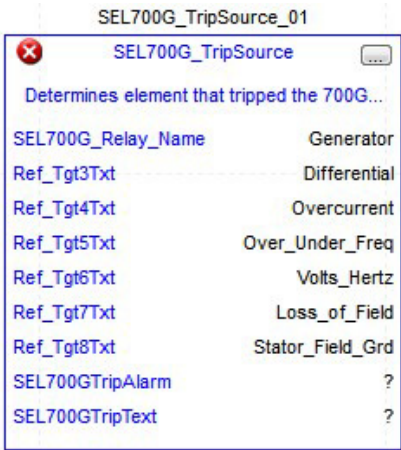 SEL700G_TripSource_01
SEL700G_TripSource ...
Determines element that tripped the 700G...
SEL700G_Relay_Name Generator
Ref_Tgt3Txt Differential
Ref_Tgt4Txt Overcurrent
Ref_Tgt5Txt Over_Under_Freq
Ref_Tgt6Txt Volts_Hertz
Ref_Tgt7Txt Loss_of_Field
Ref_Tgt8Txt Stator_Field_Grd
SEL700GTripAlarm ?
SEL700GTripText ?